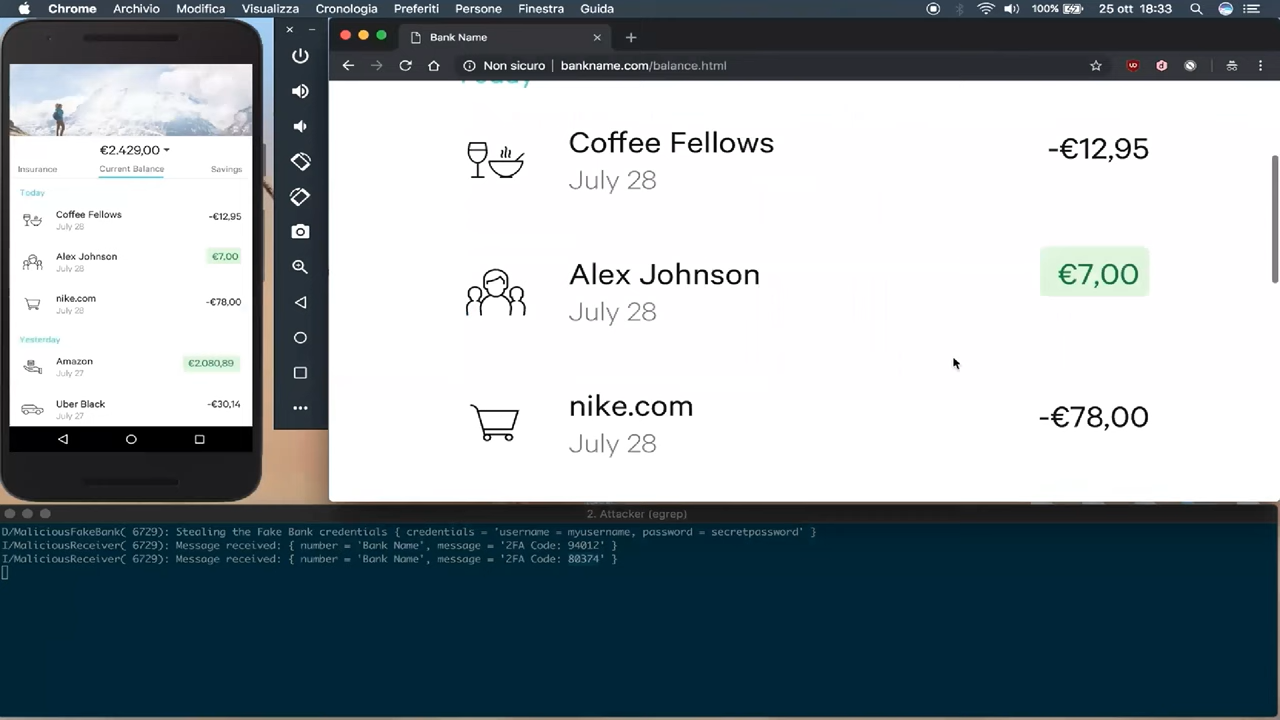 Chrome Archivio Modifica Visualizza Cronologia Preferiti Persone Finestra Guida 100% 25 ott 18:33
Bank Name
Non sicuro | bankname.com/balance.html
€2.429,00
Insurance Current Balance Savings
Today
Coffee Fellows -€12,95
July 28
Alex Johnson €7,00
July 28
nike.com -€78,00
July 28
Yesterday
Amazon €2.080,89
July 27
Uber Black -€30,14
July 27
Today
Coffee Fellows -€12,95
July 28
Alex Johnson €7,00
July 28
nike.com -€78,00
July 28
2. Attacker (egrep)
D/MaliciousFakeBank( 6729): Stealing the Fake Bank credentials { credentials = 'username = myusername, password = secretpassword' }
I/MaliciousReceiver( 6729): Message received: { number = 'Bank Name', message = '2FA Code: 94012' }
I/MaliciousReceiver( 6729): Message received: { number = 'Bank Name', message = '2FA Code: 80374' }